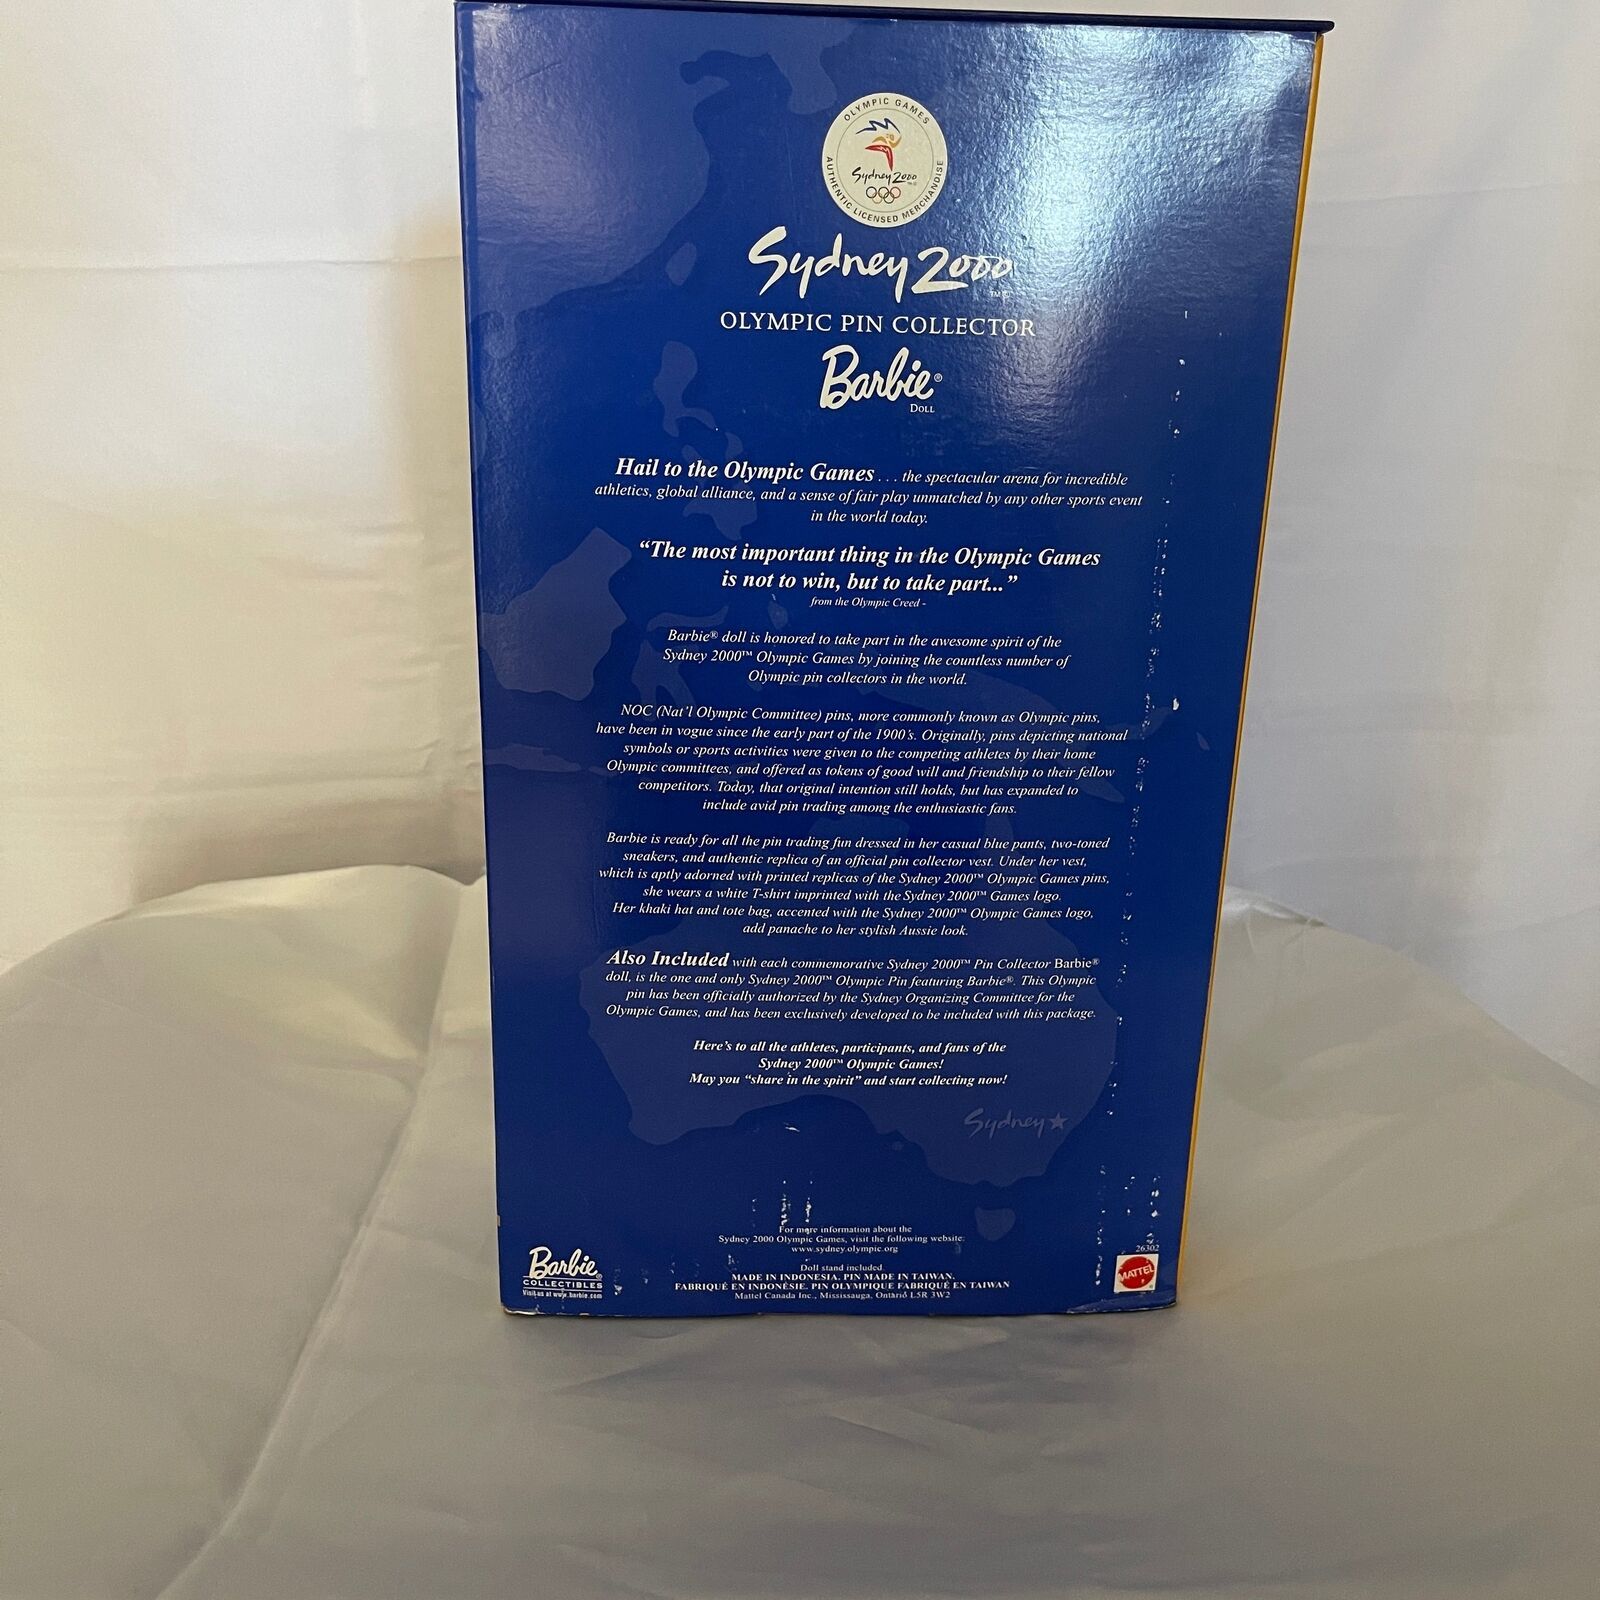 OLYMPIC GAMES
Sydney 2000
AUTHENTIC LICENSED MERCHANDISE
Sydney 2000
TM©
OLYMPIC PIN COLLECTOR
Barbie®
DOLL
Hail to the Olympic Games . . . the spectacular arena for incredible
athletics, global alliance, and a sense of fair play unmatched by any other sports event
in the world today.
“The most important thing in the Olympic Games
is not to win, but to take part...”
from the Olympic Creed -
Barbie® doll is honored to take part in the awesome spirit of the
Sydney 2000™ Olympic Games by joining the countless number of
Olympic pin collectors in the world.
NOC (Nat'l Olympic Committee) pins, more commonly known as Olympic pins,
have been in vogue since the early part of the 1900's. Originally, pins depicting national
symbols or sports activities were given to the competing athletes by their home
Olympic committees, and offered as tokens of good will and friendship to their fellow
competitors. Today, that original intention still holds, but has expanded to
include avid pin trading among the enthusiastic fans.
Barbie is ready for all the pin trading fun dressed in her casual blue pants, two-toned
sneakers, and authentic replica of an official pin collector vest. Under her vest,
which is aptly adorned with printed replicas of the Sydney 2000™ Olympic Games pins,
she wears a white T-shirt imprinted with the Sydney 2000™ Games logo.
Her khaki hat and tote bag, accented with the Sydney 2000™ Olympic Games logo,
add panache to her stylish Aussie look.
Also Included with each commemorative Sydney 2000™ Pin Collector Barbie®
doll, is the one and only Sydney 2000™ Olympic Pin featuring Barbie®. This Olympic
pin has been officially authorized by the Sydney Organizing Committee for the
Olympic Games, and has been exclusively developed to be included with this package.
Here's to all the athletes, participants, and fans of the
Sydney 2000™ Olympic Games!
May you “share in the spirit” and start collecting now!
Sydney★
For more information about the
Sydney 2000 Olympic Games, visit the following website:
www.sydney.olympic.org
Doll stand included.
MADE IN INDONESIA. PIN MADE IN TAIWAN.
FABRIQUÉ EN INDONÉSIE. PIN OLYMPIQUE FABRIQUÉ EN TAIWAN
Mattel Canada Inc., Mississauga, Ontario L5R 3W2
Barbie®
COLLECTIBLES
Visit us at www.barbie.com
26302
MATTEL